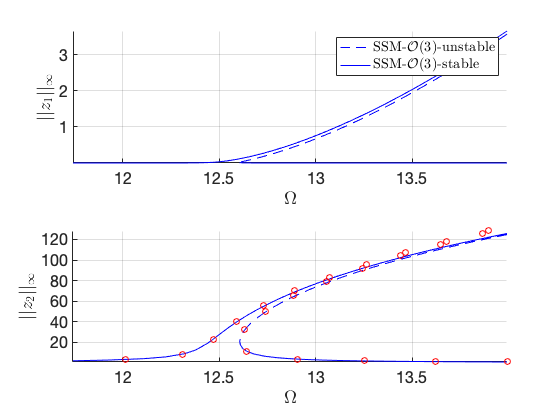 ||z₁||∞
3
2
1
SSM-𝒪(3)-unstable
SSM-𝒪(3)-stable
12 12.5 13 13.5
Ω
||z₂||∞
120
100
80
60
40
20
12 12.5 13 13.5
Ω